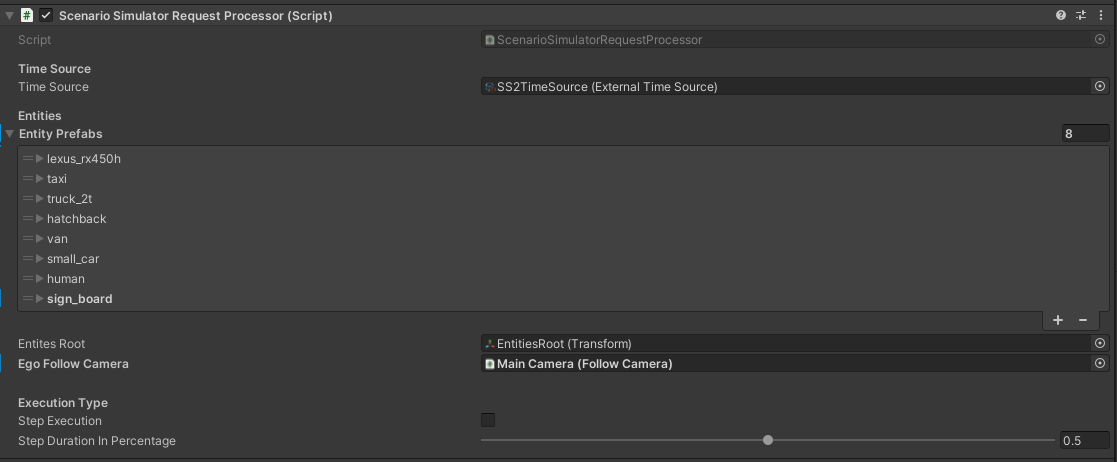 Scenario Simulator Request Processor (Script)
Script ScenarioSimulatorRequestProcessor
Time Source
Time Source SS2TimeSource (External Time Source)
Entities
Entity Prefabs 8
lexus_rx450h
taxi
truck_2t
hatchback
van
small_car
human
sign_board
Entites Root EntitiesRoot (Transform)
Ego Follow Camera Main Camera (Follow Camera)
Execution Type
Step Execution
Step Duration In Percentage 0.5